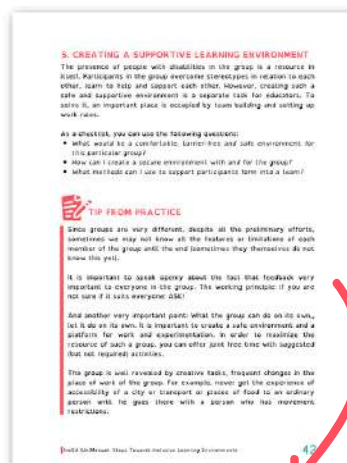 5. CREATING A SUPPORTIVE LEARNING ENVIRONMENT
The presence of people with disabilities in the group is a resource in
itself. Participants in the group overcome stereotypes in relation to each
other, learn to help and support each other. However, creating such a
safe and supportive environment is a separate task for educators. To
solve it, an important place is occupied by team building and setting up
work rules.
As a checklist, you can use the following questions:
• What would be a comfortable, barrier-free and safe environment for
this particular group?
• How can I create a secure environment with and for the group?
• What methods can I use to support participants form into a team?
TIP FROM PRACTICE
Since groups are very different, despite all the preliminary efforts,
sometimes we may not know all the features or limitations of each
member of the group until the end (sometimes they themselves do not
know this yet).
It is important to speak openly about the fact that feedback very
important to everyone in the group. The working principle: if you are
not sure if it suits everyone: ASK!
And another very important point: What the group can do on its own,,
let it do on its own. It is important to create a safe environment and a
platform for work and experimentation. In order to maximize the
resource of such a group, you can offer joint free time with suggested
(but not required) activities.
The group is well revealed by creative tasks, frequent changes in the
place of work of the group. For example, never get the experience of
accessibility of a city or transport or places of food to an ordinary
person until he goes there with a person who has movement
restrictions.
Steps Towards Inclusive Learning Environments
42